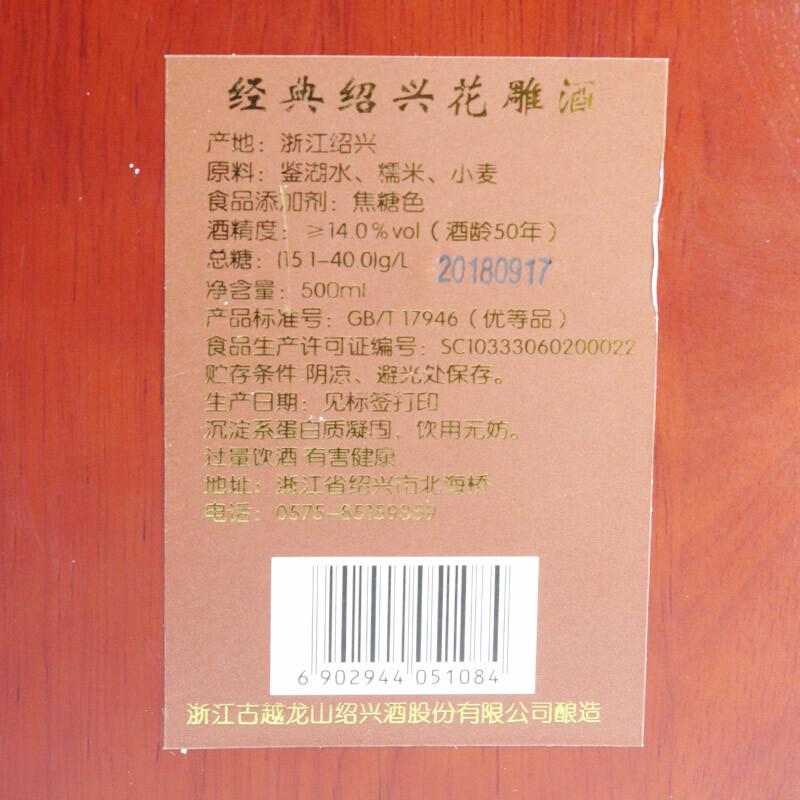 经典绍兴花雕酒
产地：浙江绍兴
原料：鉴湖水、糯米、小麦
食品添加剂：焦糖色
酒精度：≥14.0%vol（酒龄50年）
总糖：(15.1-40.0)g/L 20180917
净含量：500ml
产品标准号：GB/T 17946（优等品）
食品生产许可证编号：SC10333060200022
贮存条件:阴凉、避光处保存。
生产日期：见标签打印
沉淀系蛋白质凝固，饮用无妨。
过量饮酒 有害健康
地址：浙江省绍兴市北海桥
电话：0575-85159359
6 902944 051084
浙江古越龙山绍兴酒股份有限公司酿造